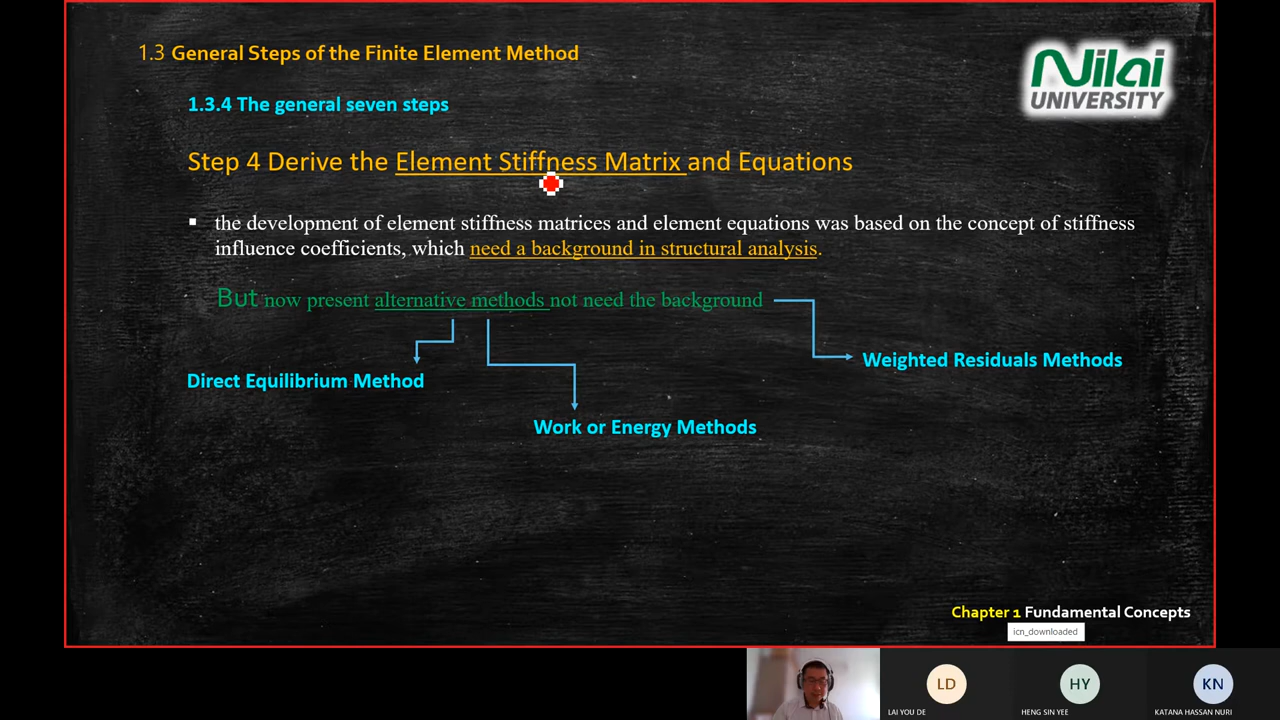 1.3 General Steps of the Finite Element Method
Nilai
UNIVERSITY
1.3.4 The general seven steps
Step 4 Derive the Element Stiffness Matrix and Equations
▪ the development of element stiffness matrices and element equations was based on the concept of stiffness
influence coefficients, which need a background in structural analysis.
But now present alternative methods not need the background
Weighted Residuals Methods
Direct Equilibrium Method
Work or Energy Methods
Chapter 1 Fundamental Concepts
icn_downloaded
LD
HY
KN
LAI YOU DE
HENG SIN YEE
KATANA HASSAN NURI